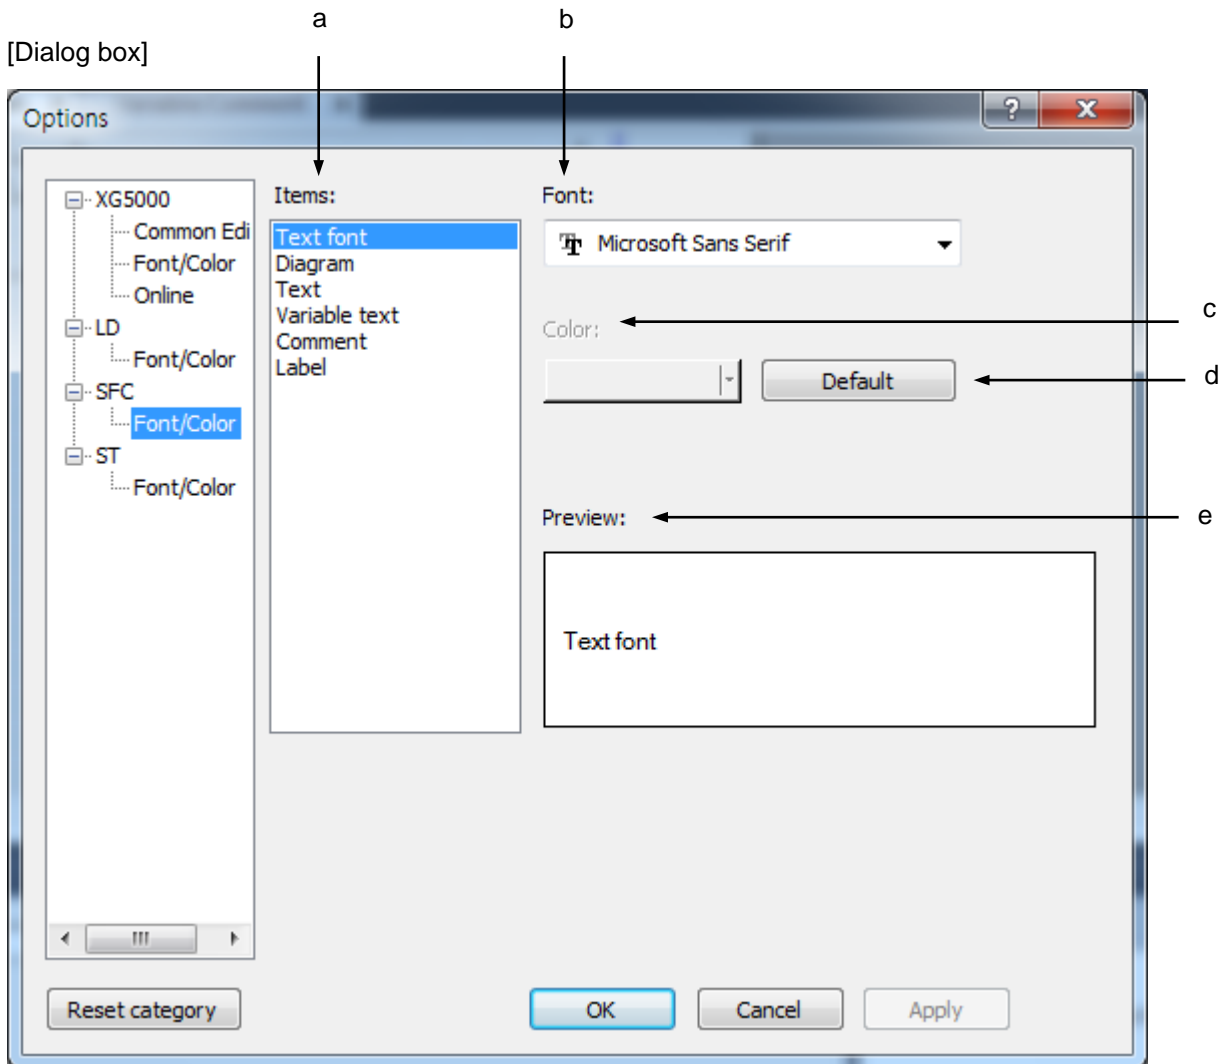 a
b
[Dialog box]
Options
XG5000
Common Edi
Font/Color
Online
LD
Font/Color
SFC
Font/Color
ST
Font/Color
Items:
Text font
Diagram
Text
Variable text
Comment
Label
Font:
Microsoft Sans Serif
Color:
c
Default
d
Preview:
e
Text font
Reset category
OK
Cancel
Apply